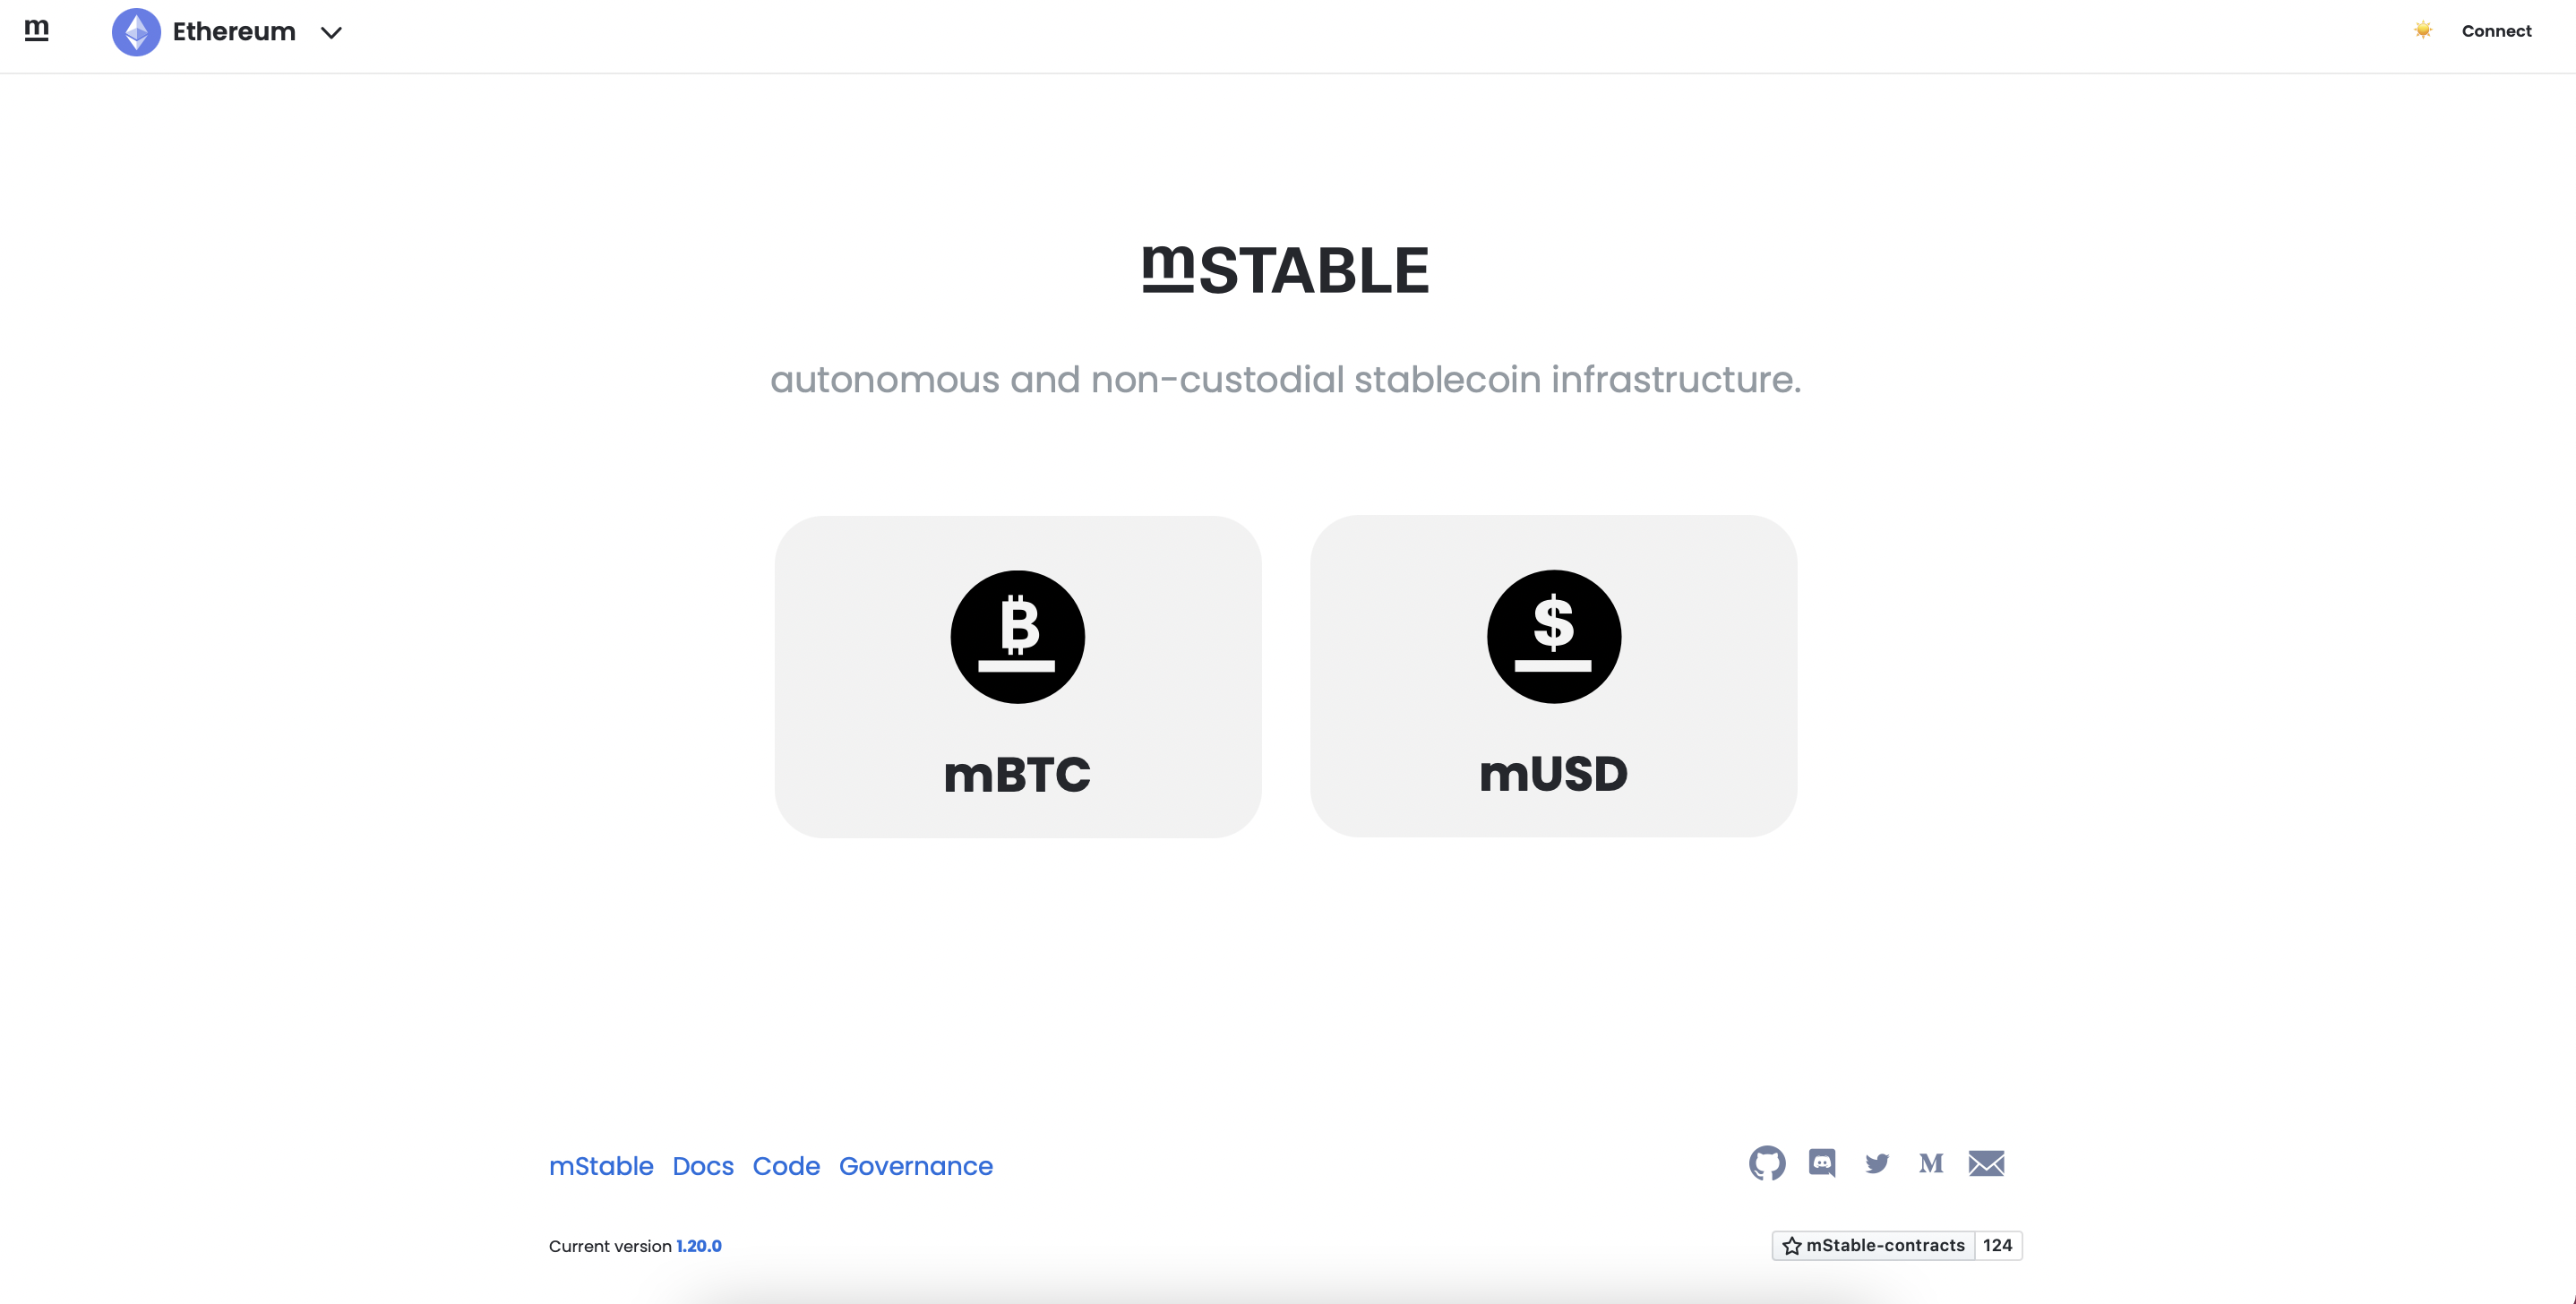 m Ethereum Connect
mSTABLE
autonomous and non-custodial stablecoin infrastructure.
mBTC mUSD
mStable Docs Code Governance
Current version 1.20.0 mStable-contracts 124